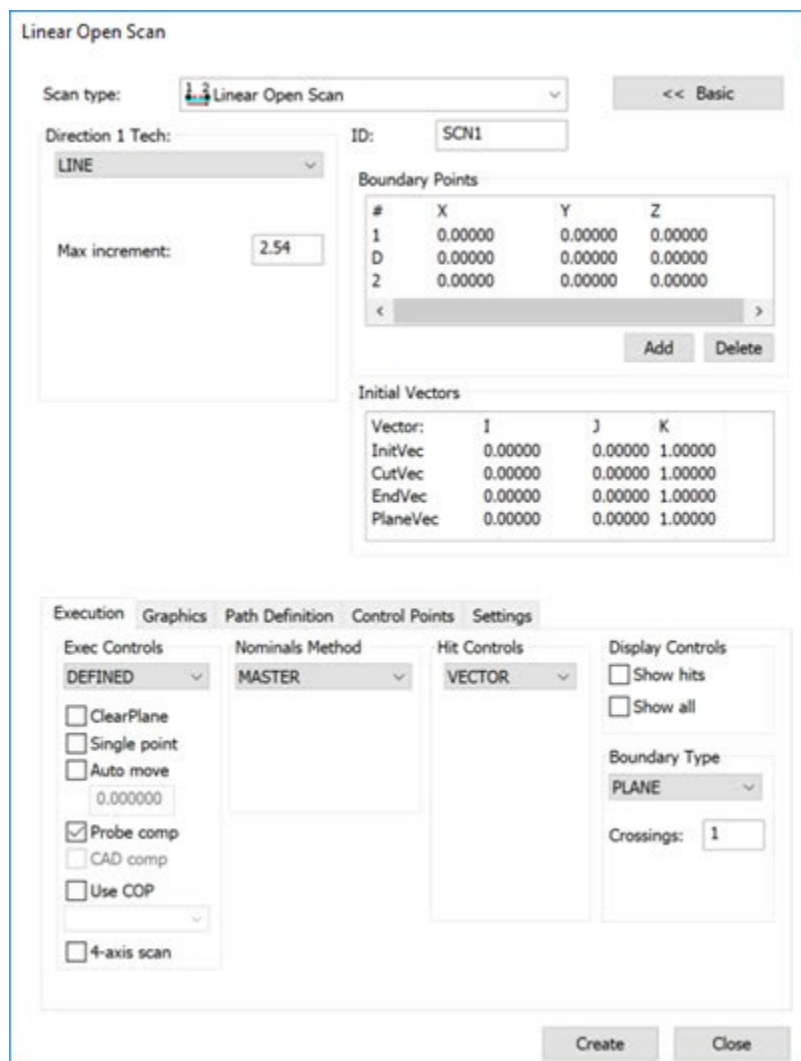 Linear Open Scan
Scan type: Linear Open Scan << Basic
Direction 1 Tech:
LINE
Max increment: 2.54
ID: SCN1
Boundary Points
# X Y Z
1 0.00000 0.00000 0.00000
D 0.00000 0.00000 0.00000
2 0.00000 0.00000 0.00000
Add Delete
Initial Vectors
Vector: I J K
InitVec 0.00000 0.00000 1.00000
CutVec 0.00000 0.00000 1.00000
EndVec 0.00000 0.00000 1.00000
PlaneVec 0.00000 0.00000 1.00000
Execution Graphics Path Definition Control Points Settings
Exec Controls
DEFINED
ClearPlane
Single point
Auto move
0.000000
Probe comp
CAD comp
Use COP
4-axis scan
Nominals Method
MASTER
Hit Controls
VECTOR
Display Controls
Show hits
Show all
Boundary Type
PLANE
Crossings: 1
Create Close